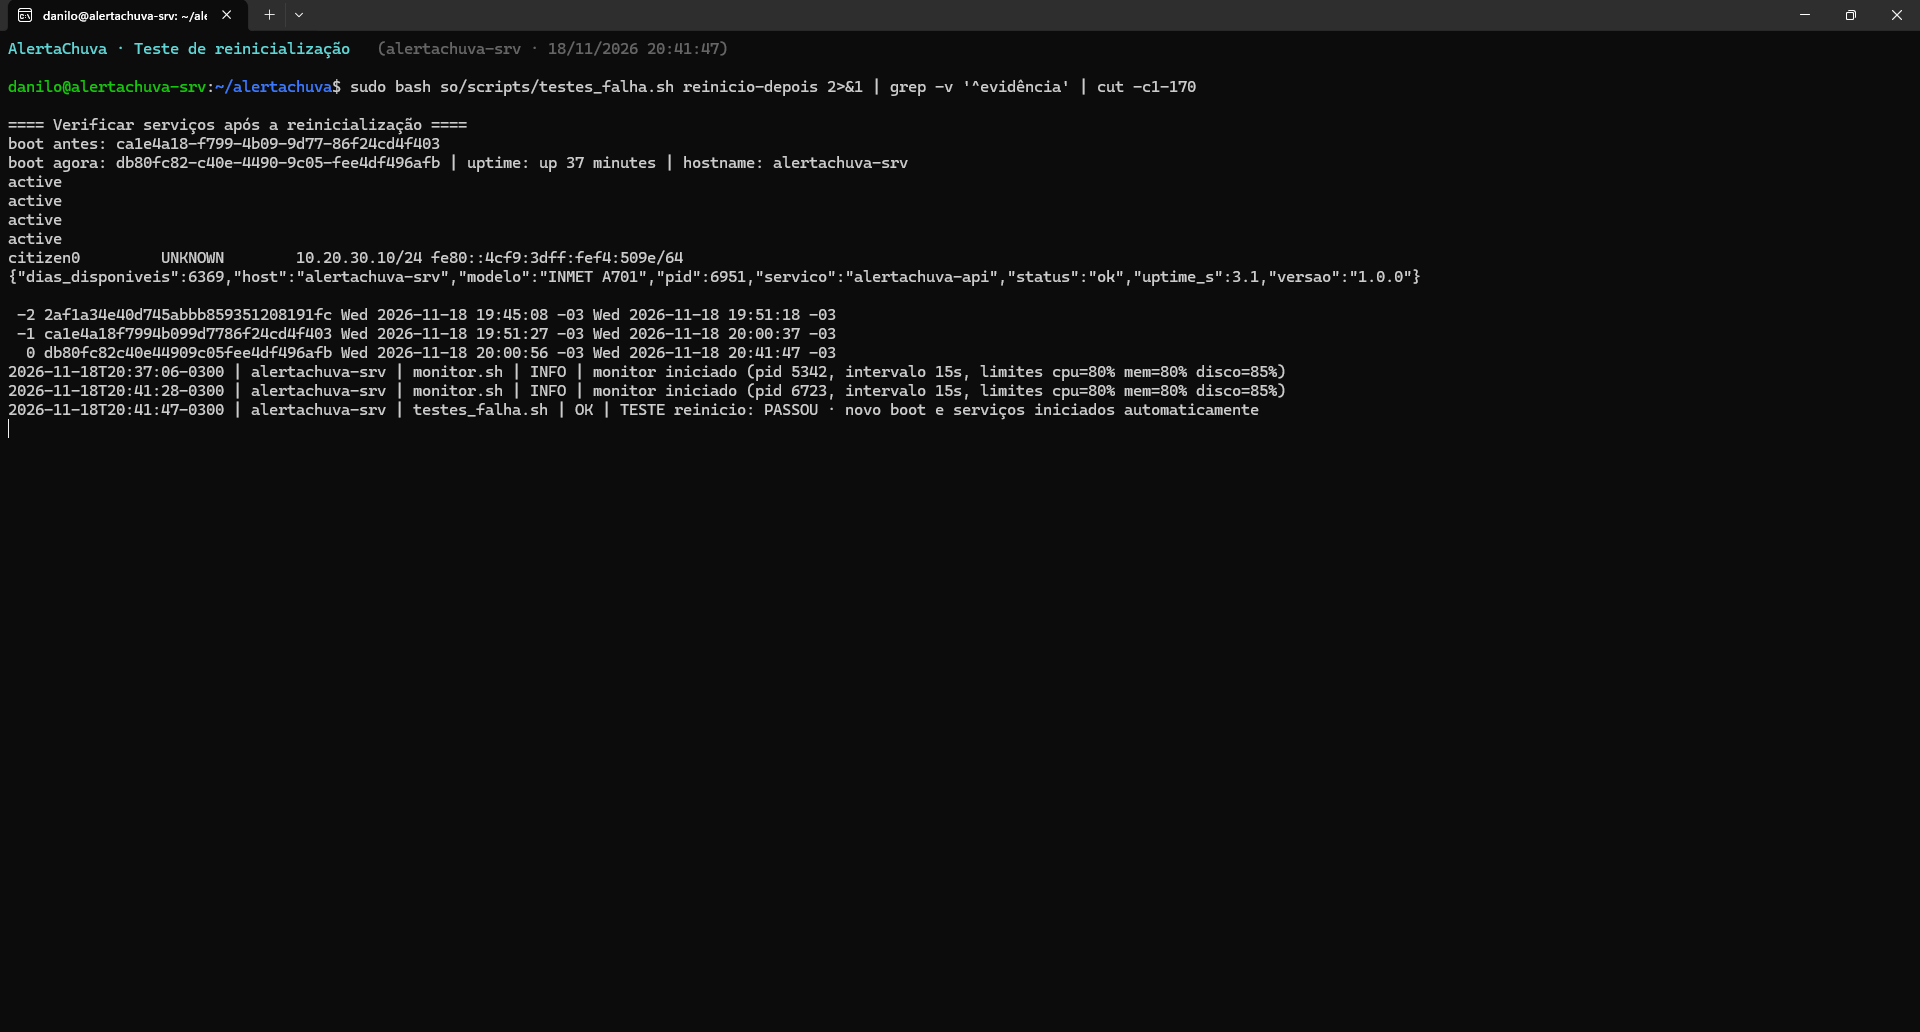 danilo@alertachuva-srv: ~/ale
AlertaChuva · Teste de reinicialização (alertachuva-srv · 18/11/2026 20:41:47)
danilo@alertachuva-srv:~/alertachuva$ sudo bash so/scripts/testes_falha.sh reinicio-depois 2>&1 | grep -v '^evidência' | cut -c1-170
==== Verificar serviços após a reinicialização ====
boot antes: ca1e4a18-f799-4b09-9d77-86f24cd4f403
boot agora: db80fc82-c40e-4490-9c05-fee4df496afb | uptime: up 37 minutes | hostname: alertachuva-srv
active
active
active
active
citizen0 UNKNOWN 10.20.30.10/24 fe80::4cf9:3dff:fef4:509e/64
{"dias_disponiveis":6369,"host":"alertachuva-srv","modelo":"INMET A701","pid":6951,"servico":"alertachuva-api","status":"ok","uptime_s":3.1,"versao":"1.0.0"}
-2 2af1a34e40d745abbb859351208191fc Wed 2026-11-18 19:45:08 -03 Wed 2026-11-18 19:51:18 -03
-1 ca1e4a18f7994b099d7786f24cd4f403 Wed 2026-11-18 19:51:27 -03 Wed 2026-11-18 20:00:37 -03
0 db80fc82c40e44909c05fee4df496afb Wed 2026-11-18 20:00:56 -03 Wed 2026-11-18 20:41:47 -03
2026-11-18T20:37:06-0300 | alertachuva-srv | monitor.sh | INFO | monitor iniciado (pid 5342, intervalo 15s, limites cpu=80% mem=80% disco=85%)
2026-11-18T20:41:28-0300 | alertachuva-srv | monitor.sh | INFO | monitor iniciado (pid 6723, intervalo 15s, limites cpu=80% mem=80% disco=85%)
2026-11-18T20:41:47-0300 | alertachuva-srv | testes_falha.sh | OK | TESTE reinicio: PASSOU · novo boot e serviços iniciados automaticamente